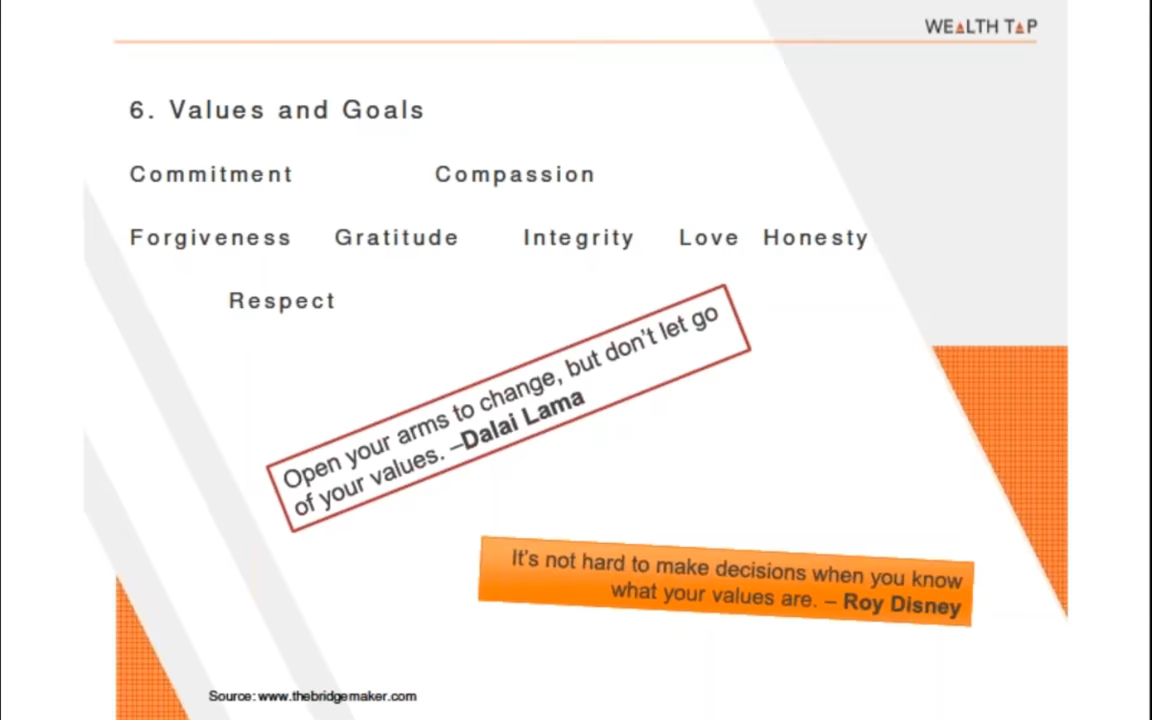 WEALTH TAP
6. Values and Goals
Commitment Compassion
Forgiveness Gratitude Integrity Love Honesty
Respect
Open your arms to change, but don't let go
of your values. –Dalai Lama
It's not hard to make decisions when you know
what your values are. – Roy Disney
Source: www.thebridgemaker.com